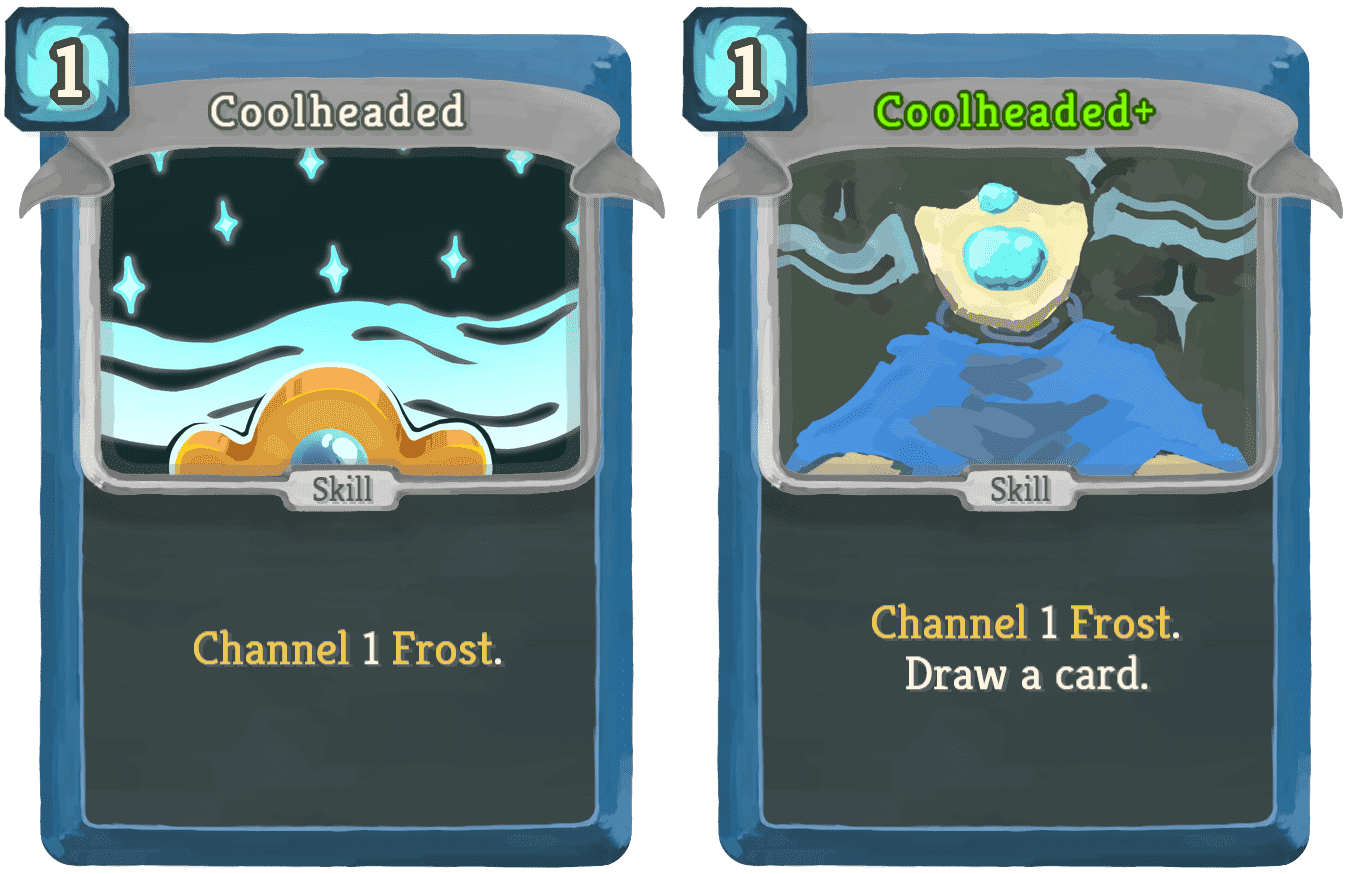 1
Coolheaded
Skill
Channel 1 Frost.
1
Coolheaded+
Skill
Channel 1 Frost.
Draw a card.